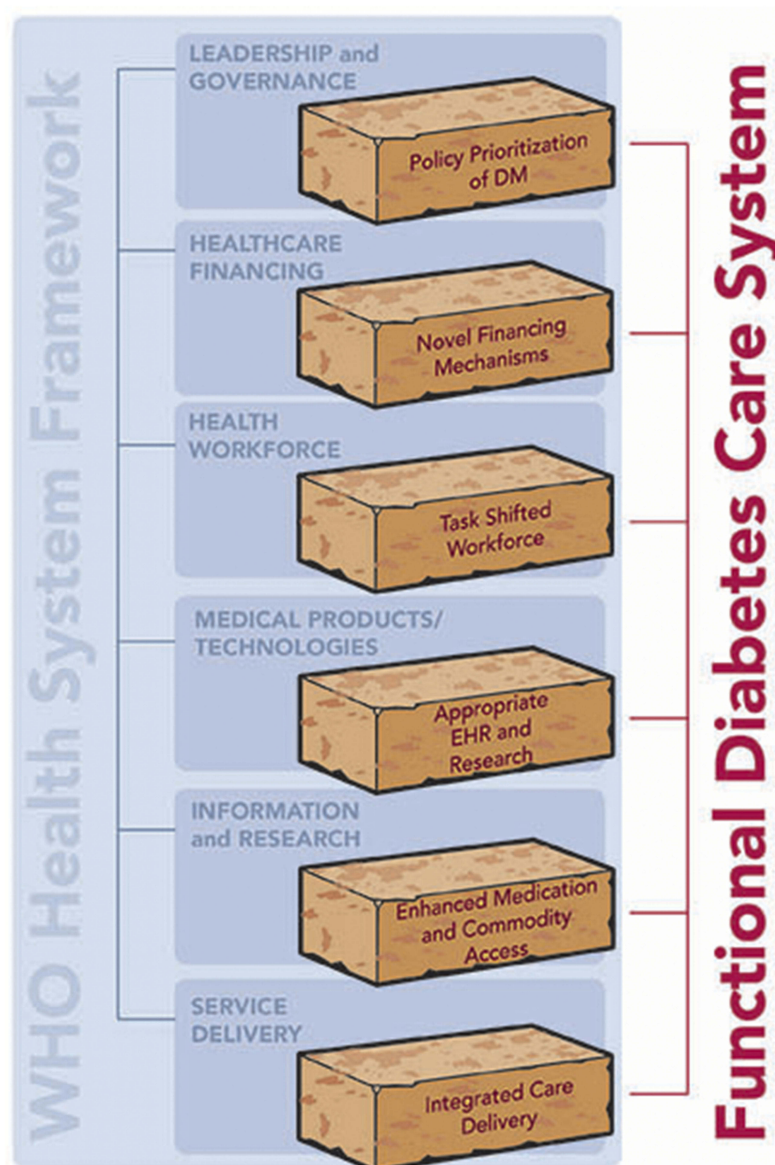 WHO Health System Framework
LEADERSHIP and
GOVERNANCE
Policy Prioritization
of DM
HEALTHCARE
FINANCING
Novel Financing
Mechanisms
HEALTH
WORKFORCE
Task Shifted
Workforce
MEDICAL PRODUCTS/
TECHNOLOGIES
Appropriate
EHR and
Research
INFORMATION
and RESEARCH
Enhanced Medication
and Commodity
Access
SERVICE
DELIVERY
Integrated Care
Delivery
Functional Diabetes Care System